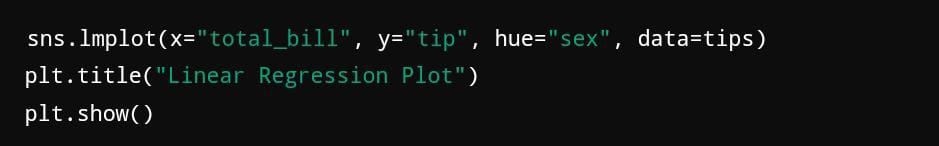 sns.lmplot(x="total_bill", y="tip", hue="sex", data=tips)
plt.title("Linear Regression Plot")
plt.show()